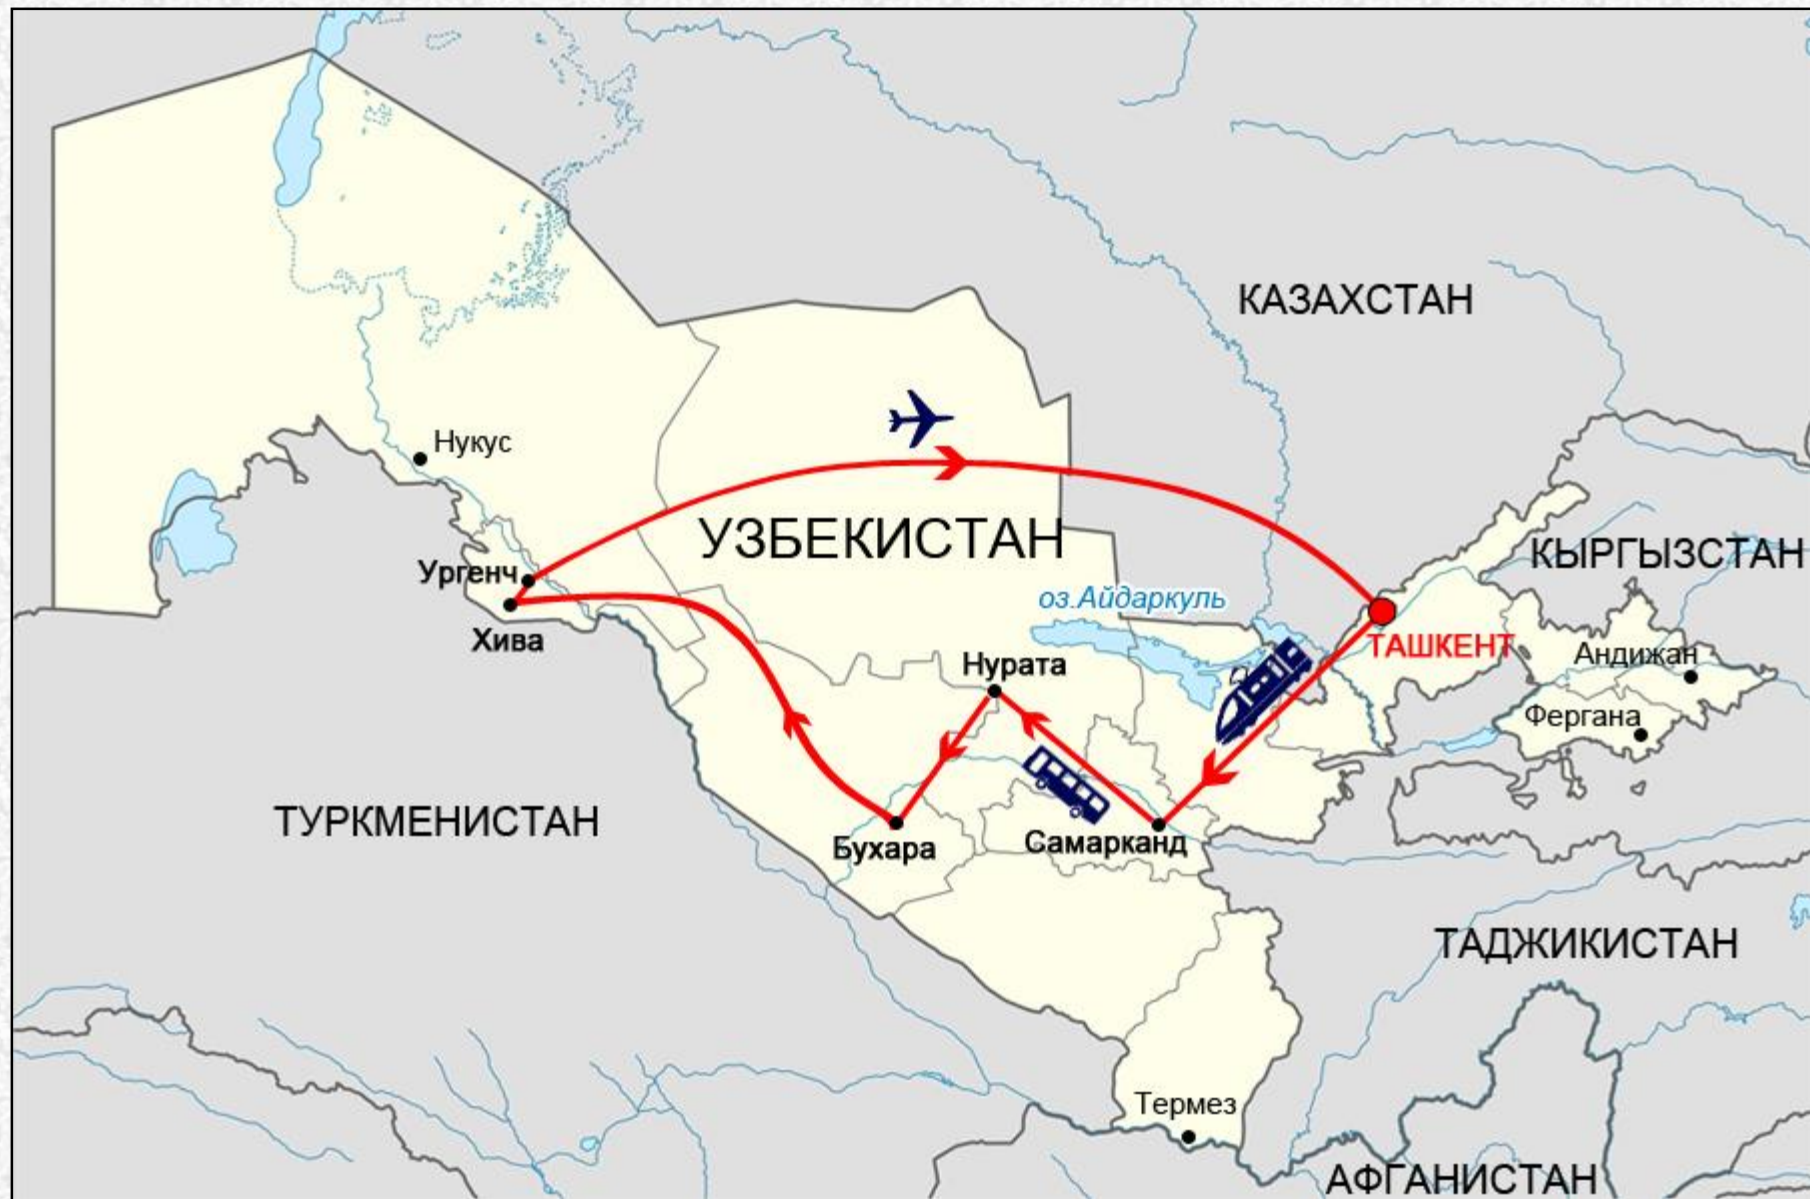 КАЗАХСТАН
Нукус
УЗБЕКИСТАН
КЫРГЫЗСТАН
Ургенч
оз.Айдаркуль
Хива
ТАШКЕНТ
Андижан
Нурата
Фергана
ТУРКМЕНИСТАН
Бухара
Самарканд
ТАДЖИКИСТАН
Термез
АФГАНИСТАН